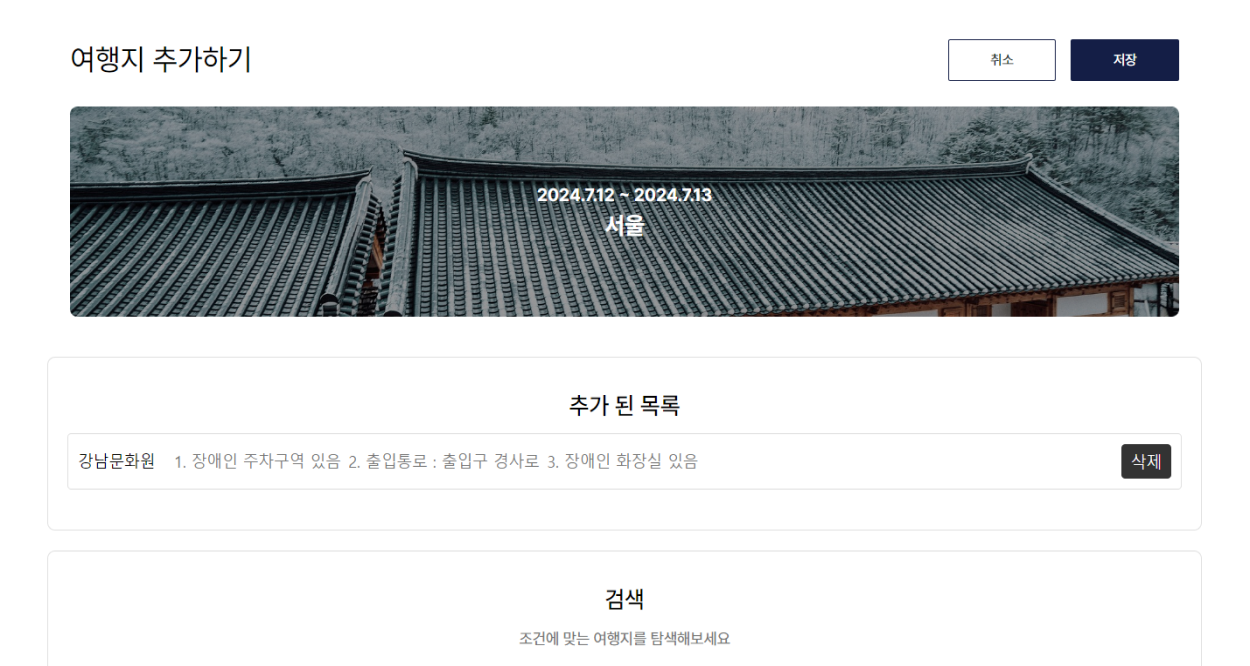 여행지 추가하기
취소
저장
2024.7.12 ~ 2024.7.13
서울
추가 된 목록
강남문화원 1. 장애인 주차구역 있음 2. 출입통로 : 출입구 경사로 3. 장애인 화장실 있음
삭제
검색
조건에 맞는 여행지를 탐색해보세요